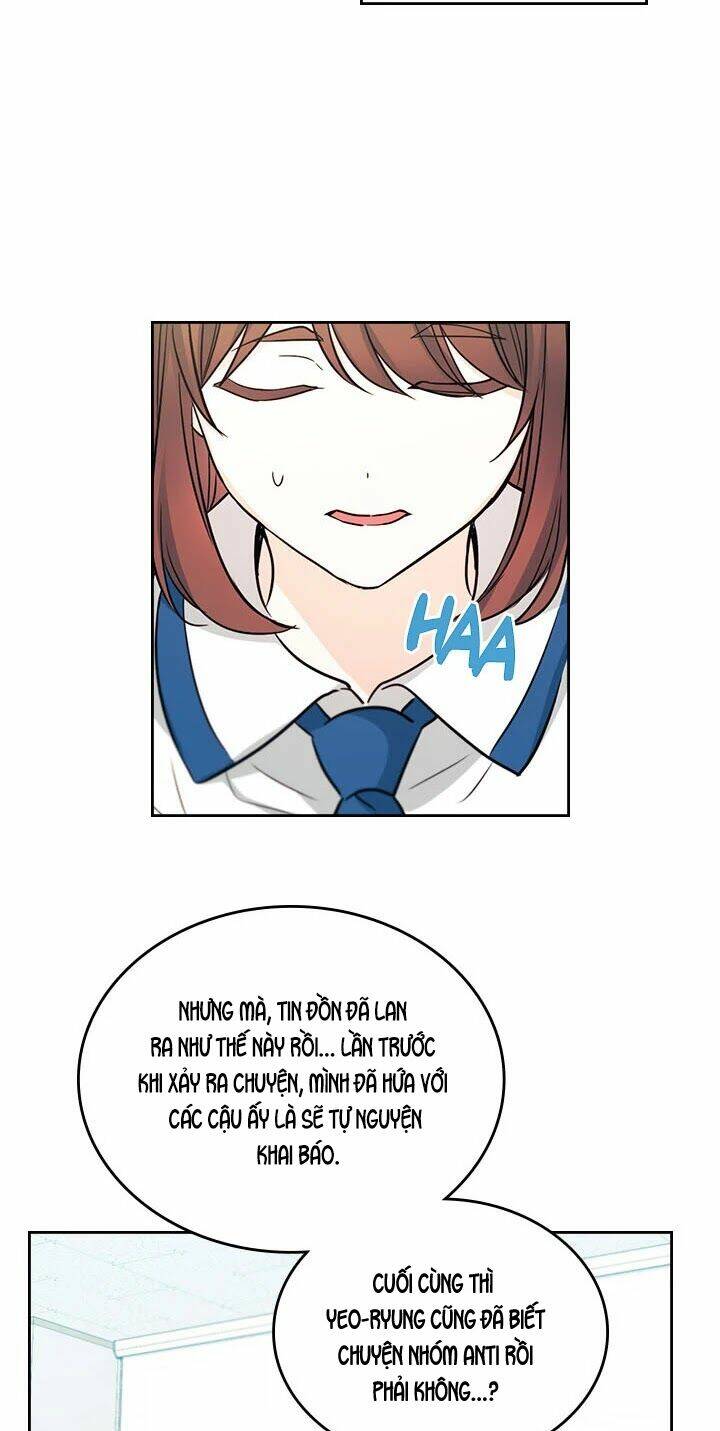 HAA
NHƯNG MÀ, TIN ĐỒN ĐÃ LAN
RA NHƯ THẾ NÀY RỒI... LẦN TRƯỚC
KHI XẢY RA CHUYỆN, MÌNH ĐÃ HỨA VỚI
CÁC CẬU ẤY LÀ SẼ TỰ NGUYỆN
KHAI BÁO.
CUỐI CÙNG THÌ
YEO-RYUNG CŨNG ĐÃ BIẾT
CHUYỆN NHÓM ANTI RỒI
PHẢI KHÔNG...?